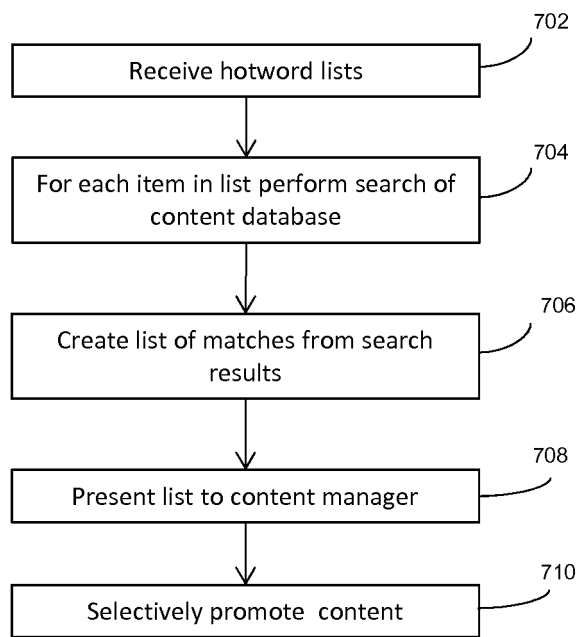 702
Receive hotword lists
704
For each item in list perform search of
content database
706
Create list of matches from search
results
708
Present list to content manager
710
Selectively promote content